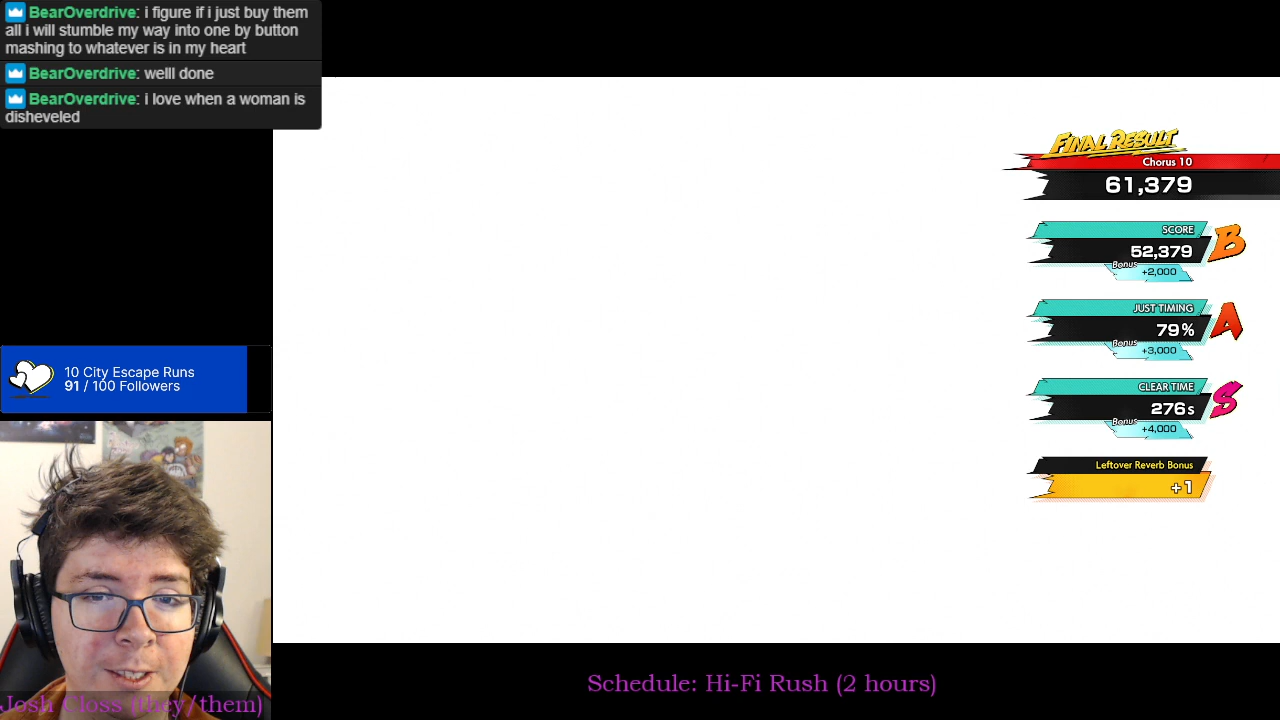 BearOverdrive: i figure if i just buy them
all i will stumble my way into one by button
mashing to whatever is in my heart
BearOverdrive: welll done
BearOverdrive: i love when a woman is
disheveled
FINAL RESULT
Chorus 10
61,379
SCORE
52,379
B
Bonus
+2,000
JUST TIMING
79%
A
Bonus
+3,000
CLEAR TIME
276s
S
Bonus
+4,000
Leftover Reverb Bonus
+1
10 City Escape Runs
91 / 100 Followers
Josh Closs (they/them)
Schedule: Hi-Fi Rush (2 hours)